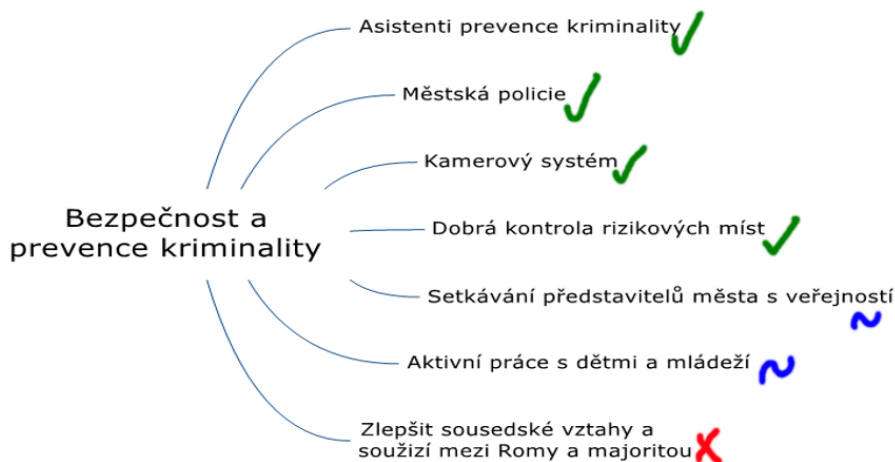 Asistenti prevence kriminality
Městská policie
Kamerový systém
Bezpečnost a
prevence kriminality
Dobrá kontrola rizikových míst
Setkávání představitelů města s veřejností
Aktivní práce s dětmi a mládeží
Zlepšit sousedské vztahy a
soužizí mezi Romy a majoritou